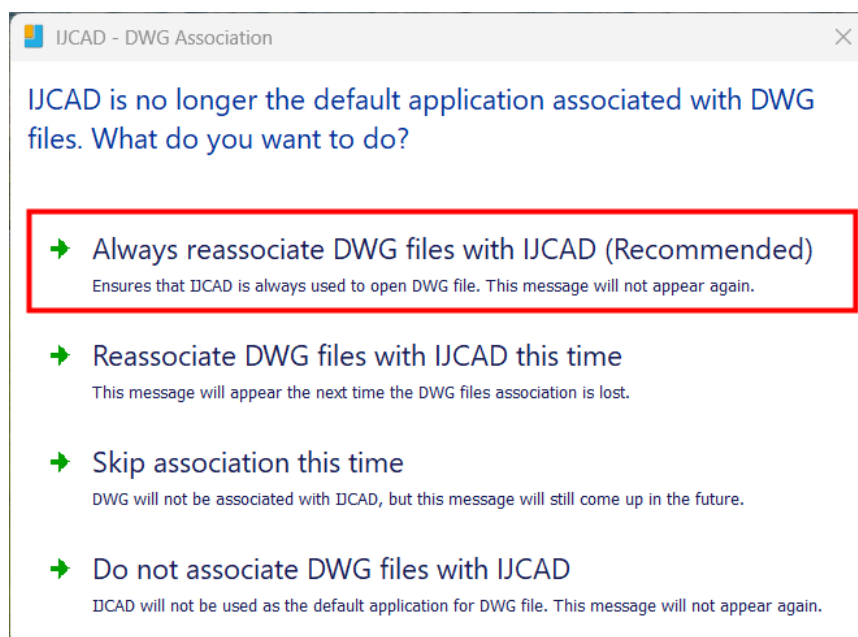 IJCAD - DWG Association
IJCAD is no longer the default application associated with DWG
files. What do you want to do?
Always reassociate DWG files with IJCAD (Recommended)
Ensures that IJCAD is always used to open DWG file. This message will not appear again.
Reassociate DWG files with IJCAD this time
This message will appear the next time the DWG files association is lost.
Skip association this time
DWG will not be associated with IJCAD, but this message will still come up in the future.
Do not associate DWG files with IJCAD
IJCAD will not be used as the default application for DWG file. This message will not appear again.